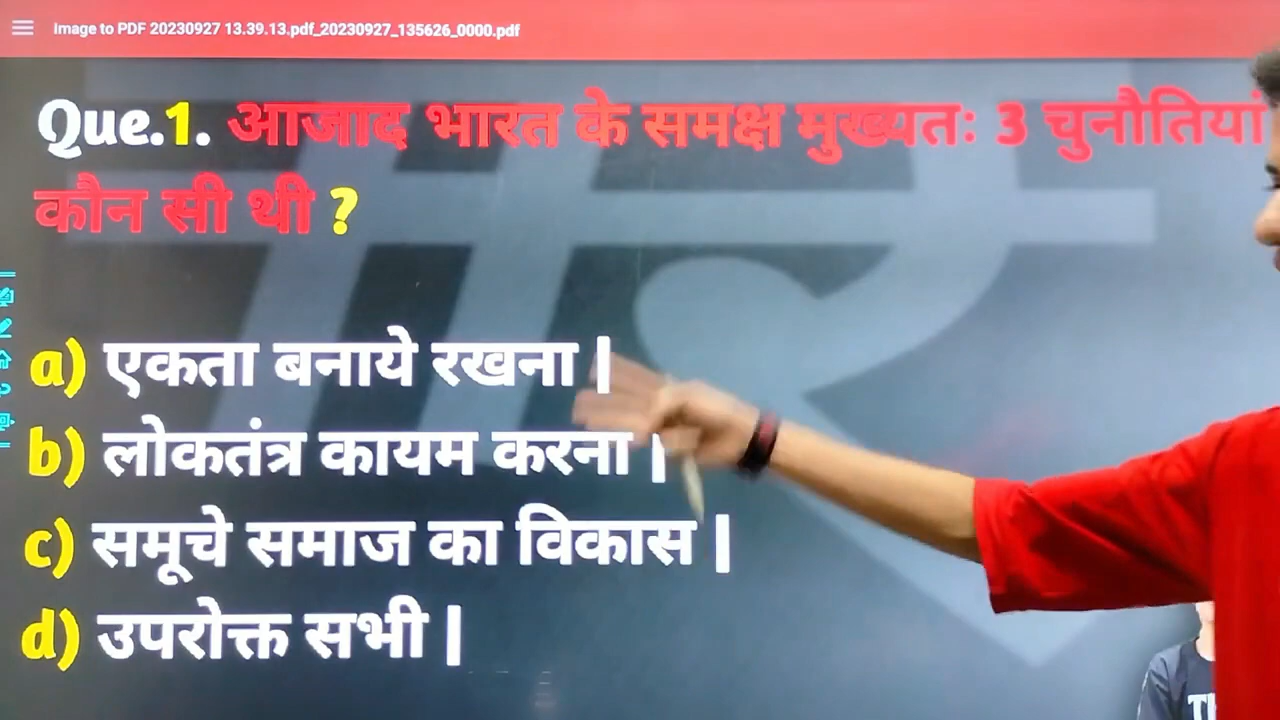 Image to PDF 20230927 13.39.13.pdf_20230927_135626_0000.pdf
Que.1. आजाद भारत के समक्ष मुख्यतः 3 चुनौतियां
कौन सी थी ?
a) एकता बनाये रखना |
b) लोकतंत्र कायम करना |
c) समूचे समाज का विकास |
d) उपरोक्त सभी |